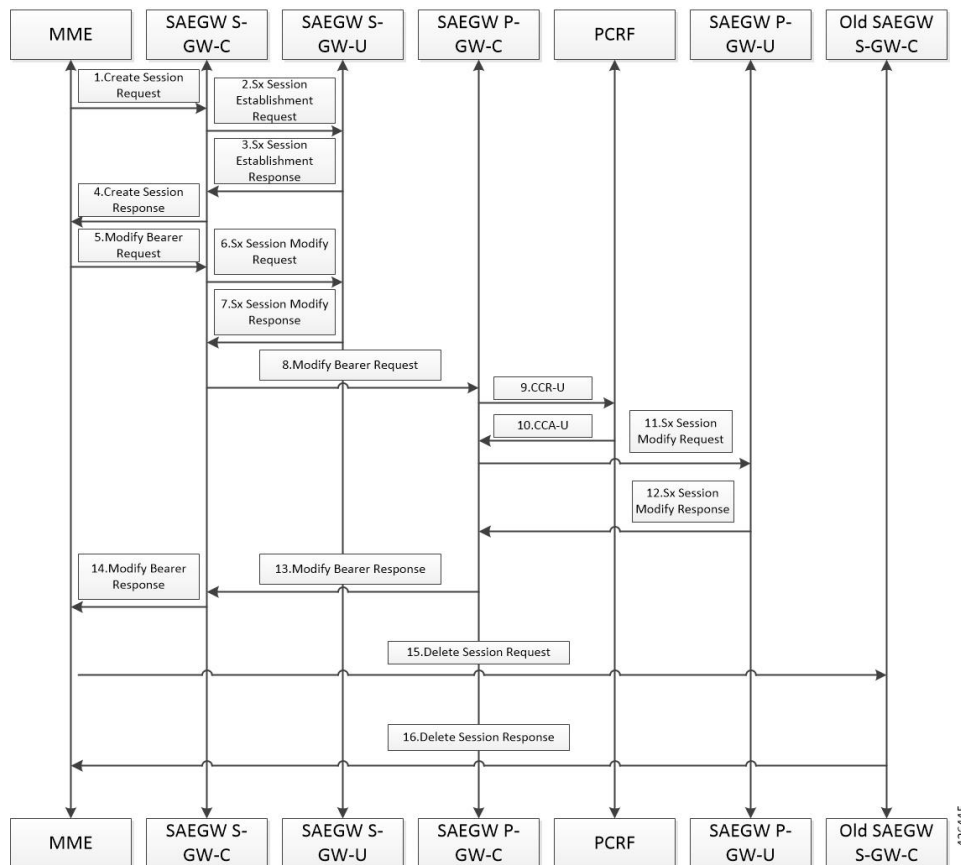 MME
SAEGW S-
GW-C
SAEGW S-
GW-U
SAEGW P-
GW-C
PCRF
SAEGW P-
GW-U
Old SAEGW
S-GW-C
1.Create Session
Request
2.Sx Session
Establishment
Request
3.Sx Session
Establishment
Response
4.Create Session
Response
5.Modify Bearer
Request
6.Sx Session Modify
Request
7.Sx Session Modify
Response
8.Modify Bearer Request
9.CCR-U
10.CCA-U
11.Sx Session
Modify Request
12.Sx Session
Modify Response
13.Modify Bearer Response
14.Modify Bearer
Response
15.Delete Session Request
16.Delete Session Response
MME
SAEGW S-
GW-C
SAEGW S-
GW-U
SAEGW P-
GW-C
PCRF
SAEGW P-
GW-U
Old SAEGW
S-GW-C